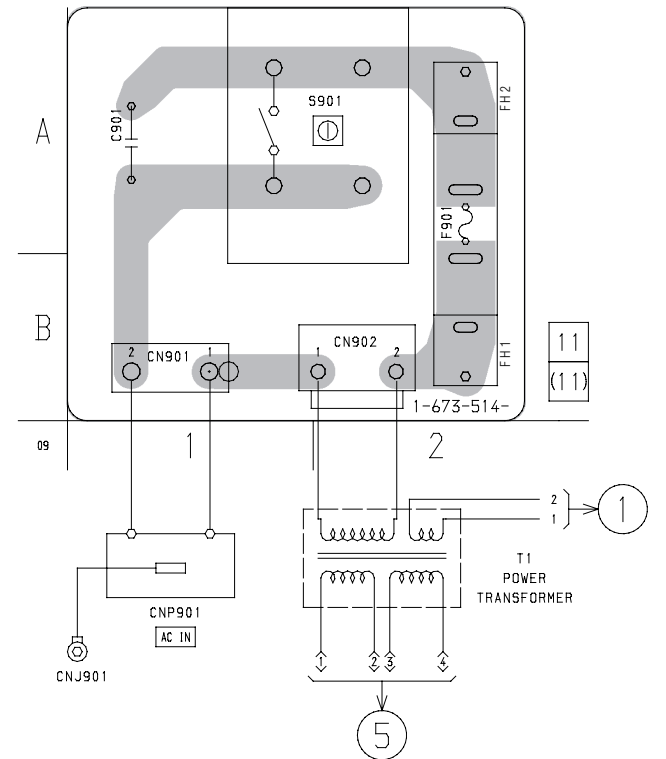 A
C901
S901
FH2
F901
B
2
CN901
1
CN902
1
2
FH1
11
(11)
1-673-514-
09
1
2
2
1
1
T1
POWER
TRANSFORMER
CNP901
AC IN
CNJ901
1
2
3
4
5